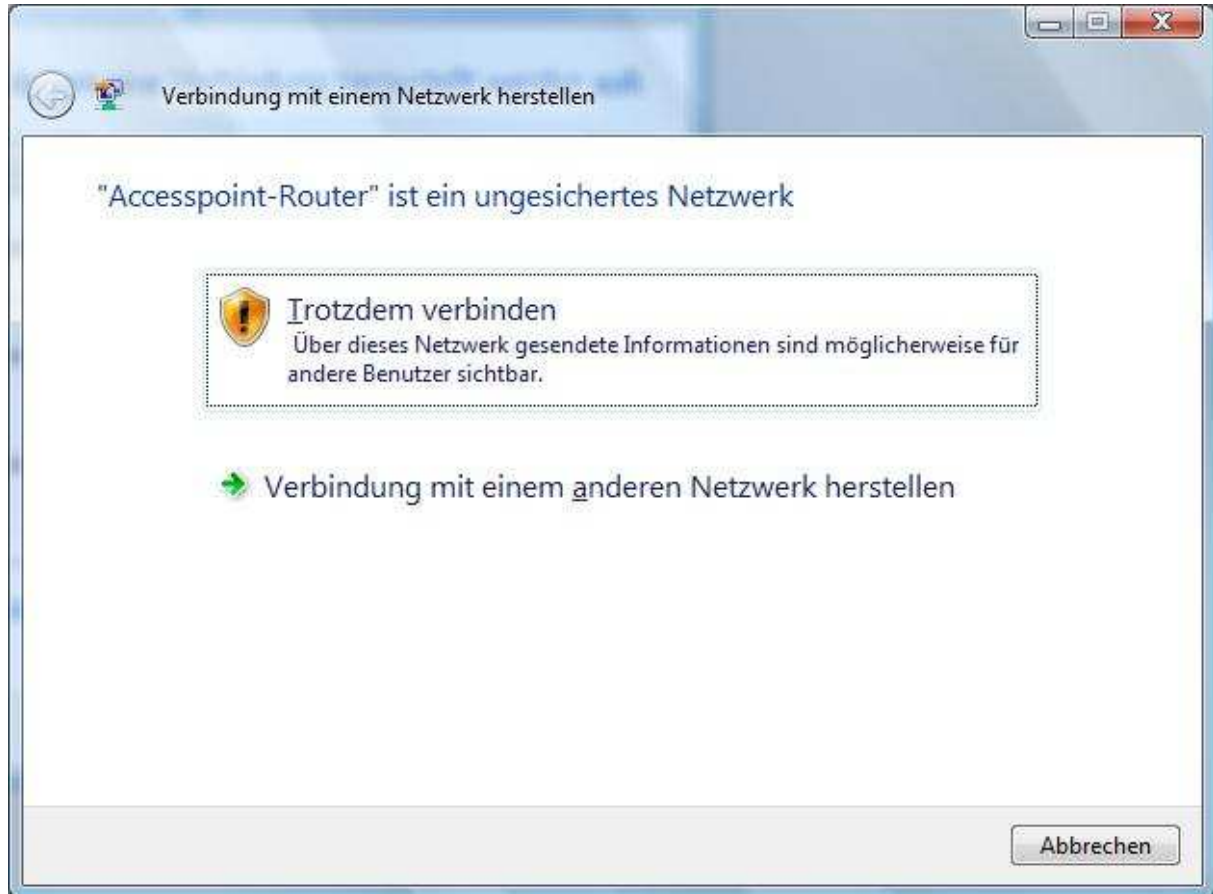 Verbindung mit einem Netzwerk herstellen
"Accesspoint-Router" ist ein ungesichertes Netzwerk
Trotzdem verbinden
Über dieses Netzwerk gesendete Informationen sind möglicherweise für
andere Benutzer sichtbar.
Verbindung mit einem anderen Netzwerk herstellen
Abbrechen